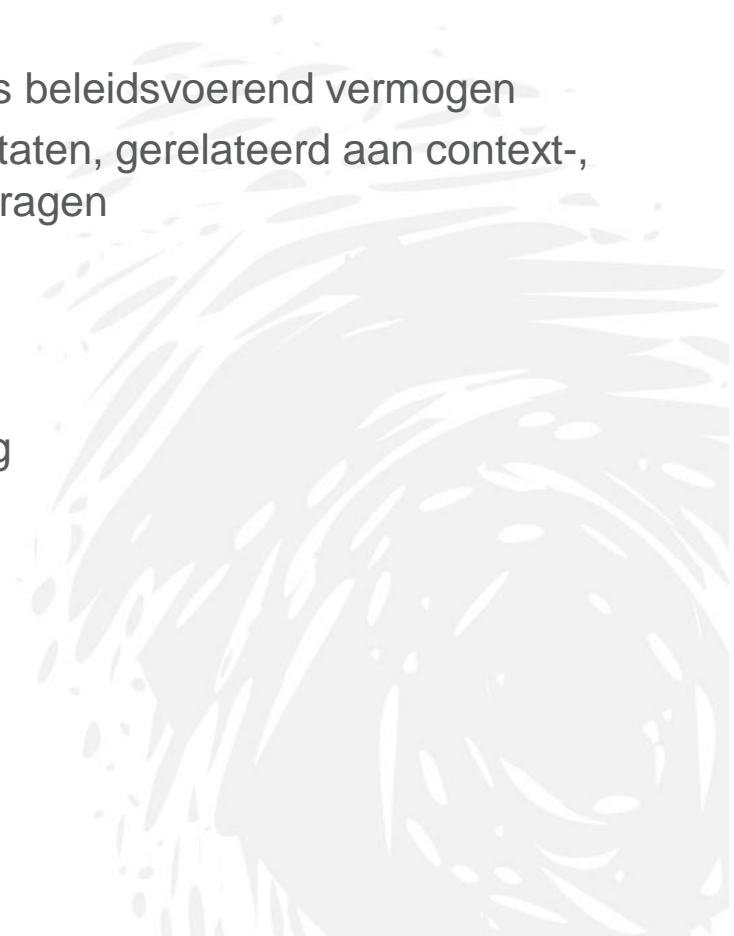 s beleidsvoerend vermogen
taten, gerelateerd aan context-,
ragen
g